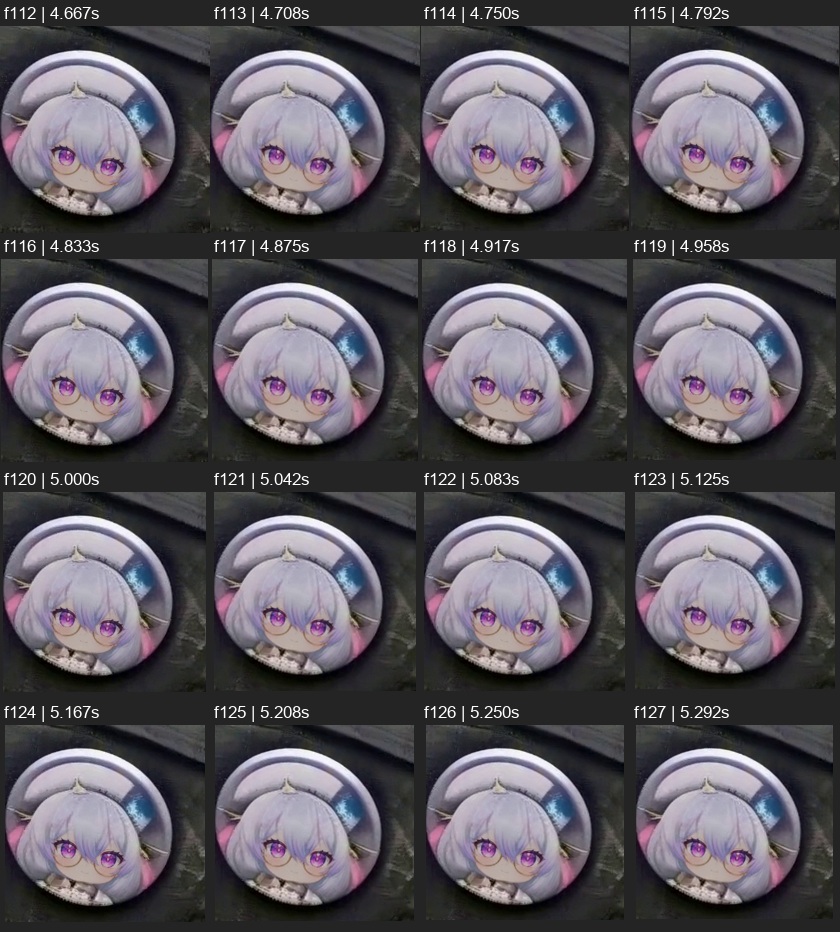 f112 | 4.667s
f113 | 4.708s
f114 | 4.750s
f115 | 4.792s
f116 | 4.833s
f117 | 4.875s
f118 | 4.917s
f119 | 4.958s
f120 | 5.000s
f121 | 5.042s
f122 | 5.083s
f123 | 5.125s
f124 | 5.167s
f125 | 5.208s
f126 | 5.250s
f127 | 5.292s